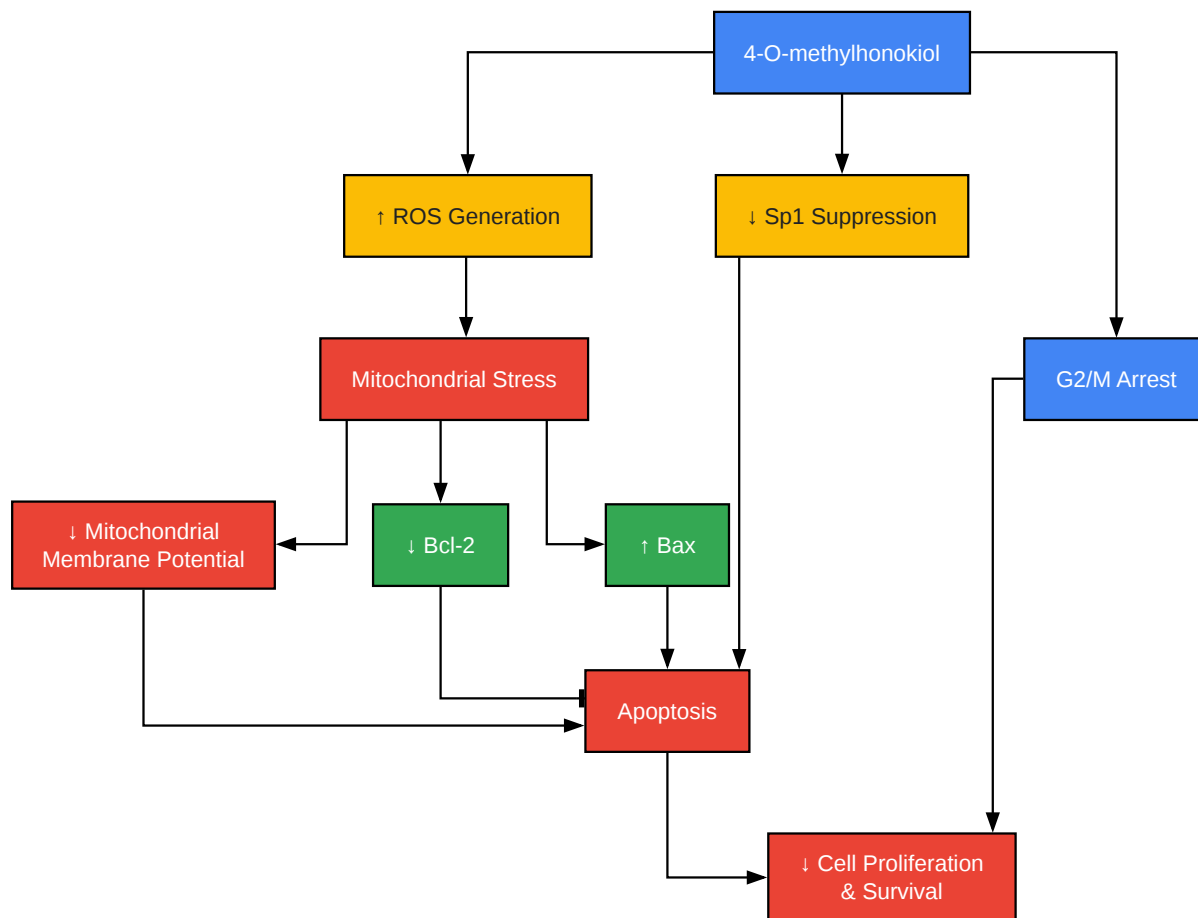 4-O-methylhonokiol
↑ ROS Generation
↓ Sp1 Suppression
Mitochondrial Stress
G2/M Arrest
↓ Mitochondrial
Membrane Potential
↓ Bcl-2
↑ Bax
Apoptosis
↓ Cell Proliferation
& Survival